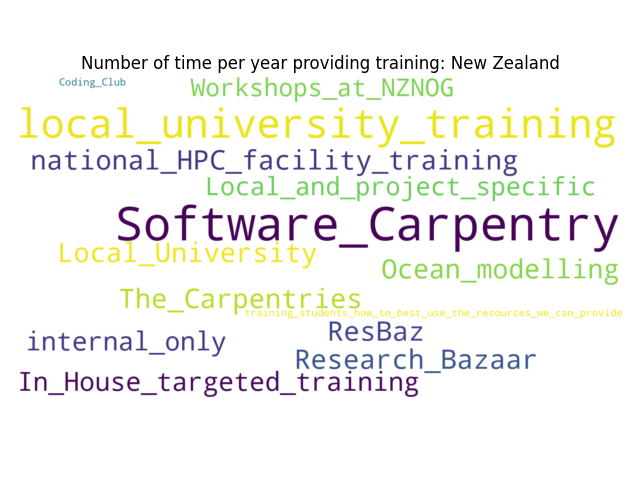 Number of time per year providing training: New Zealand
Coding_Club
Workshops_at_NZNOG
local_university_training
national_HPC_facility_training
Local_and_project_specific
Software_Carpentry
Local_University
Ocean_modelling
The_Carpentries
training_students_how_to_best_use_the_resources_we_can_provide
internal_only
ResBaz
Research_Bazaar
In_House_targeted_training